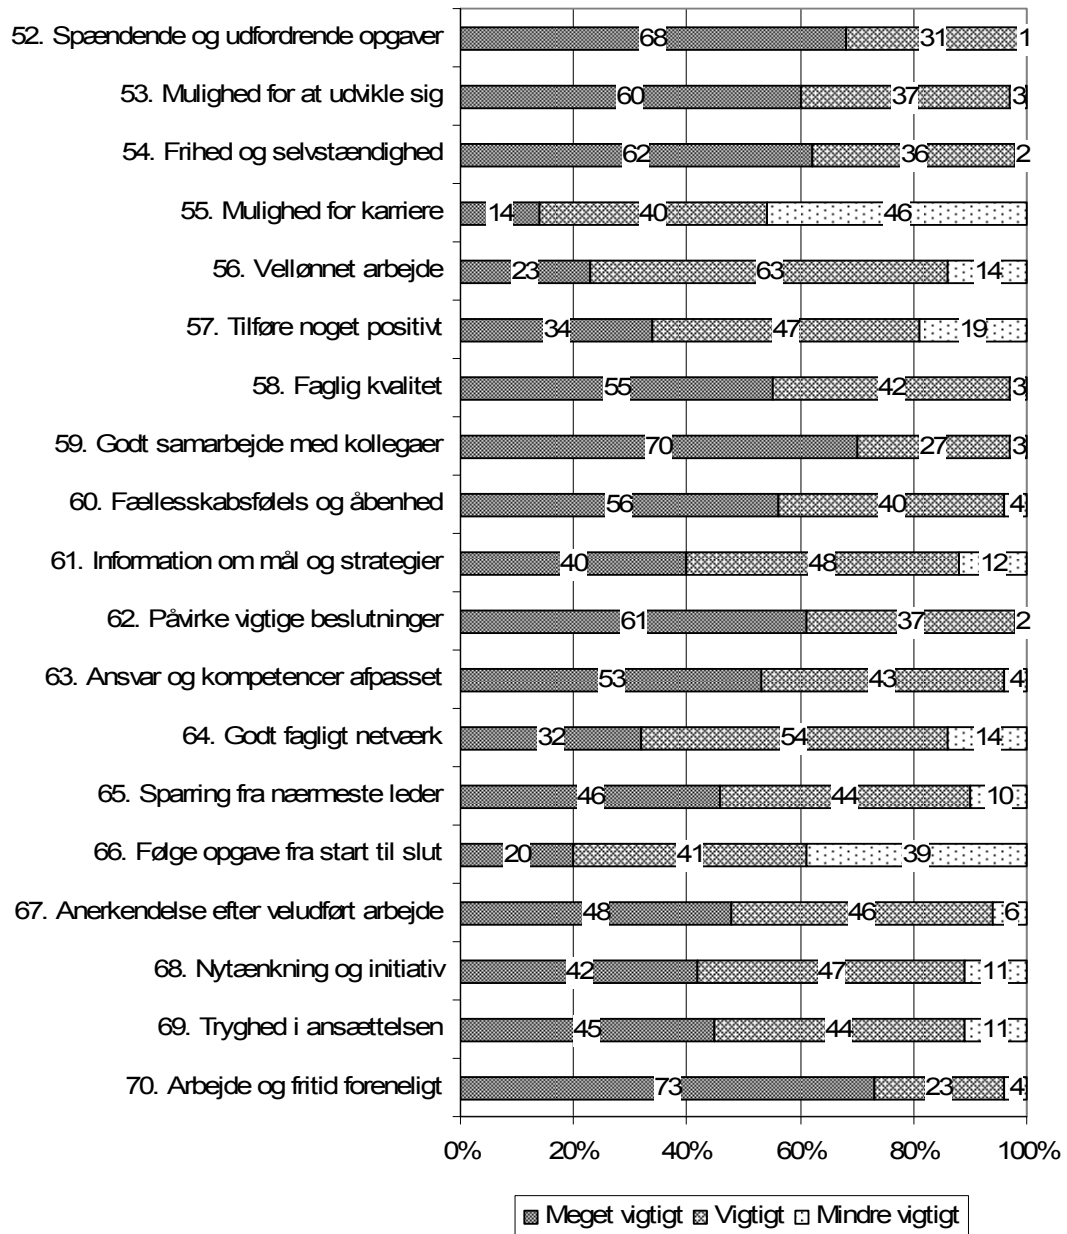 52. Spændende og udfordrende opgaver 68 31 1
53. Mulighed for at udvikle sig 60 37 3
54. Frihed og selvstændighed 62 36 2
55. Mulighed for karriere 14 40 46
56. Vellønnet arbejde 23 63 14
57. Tilføre noget positivt 34 47 19
58. Faglig kvalitet 55 42 3
59. Godt samarbejde med kollegaer 70 27 3
60. Fællesskabsfølels og åbenhed 56 40 4
61. Information om mål og strategier 40 48 12
62. Påvirke vigtige beslutninger 61 37 2
63. Ansvar og kompetencer afpasset 53 43 4
64. Godt fagligt netværk 32 54 14
65. Sparring fra nærmeste leder 46 44 10
66. Følge opgave fra start til slut 20 41 39
67. Anerkendelse efter veludført arbejde 48 46 6
68. Nytænkning og initiativ 42 47 11
69. Tryghed i ansættelsen 45 44 11
70. Arbejde og fritid foreneligt 73 23 4
0% 20% 40% 60% 80% 100%
Meget vigtigt Vigtigt Mindre vigtigt